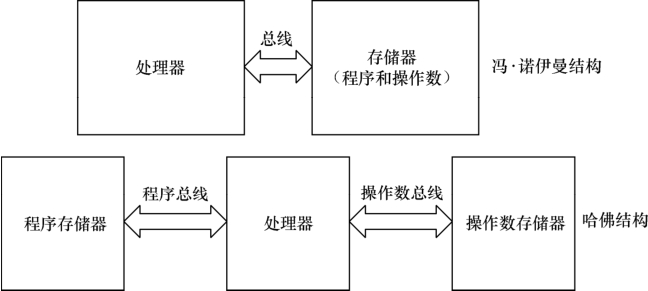 总线
处理器
存储器
（程序和操作数）
冯·诺伊曼结构
程序总线
操作数总线
程序存储器
处理器
操作数存储器
哈佛结构